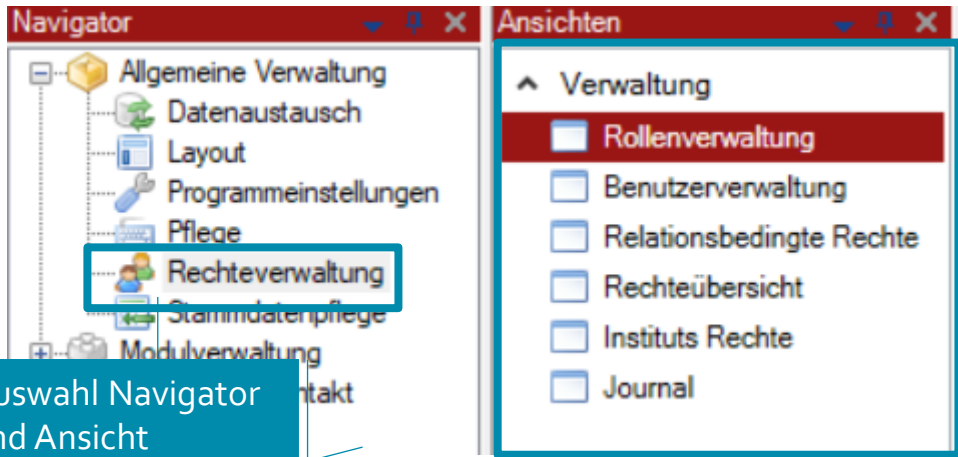 Navigator
Allgemeine Verwaltung
Datenaustausch
Layout
Programmeinstellungen
Pflege
Rechteverwaltung
Stammdatenpflege
Modulverwaltung
ntakt
uswahl Navigator
nd Ansicht
Ansichten
Verwaltung
Rollenverwaltung
Benutzerverwaltung
Relationsbedingte Rechte
Rechteübersicht
Instituts Rechte
Journal